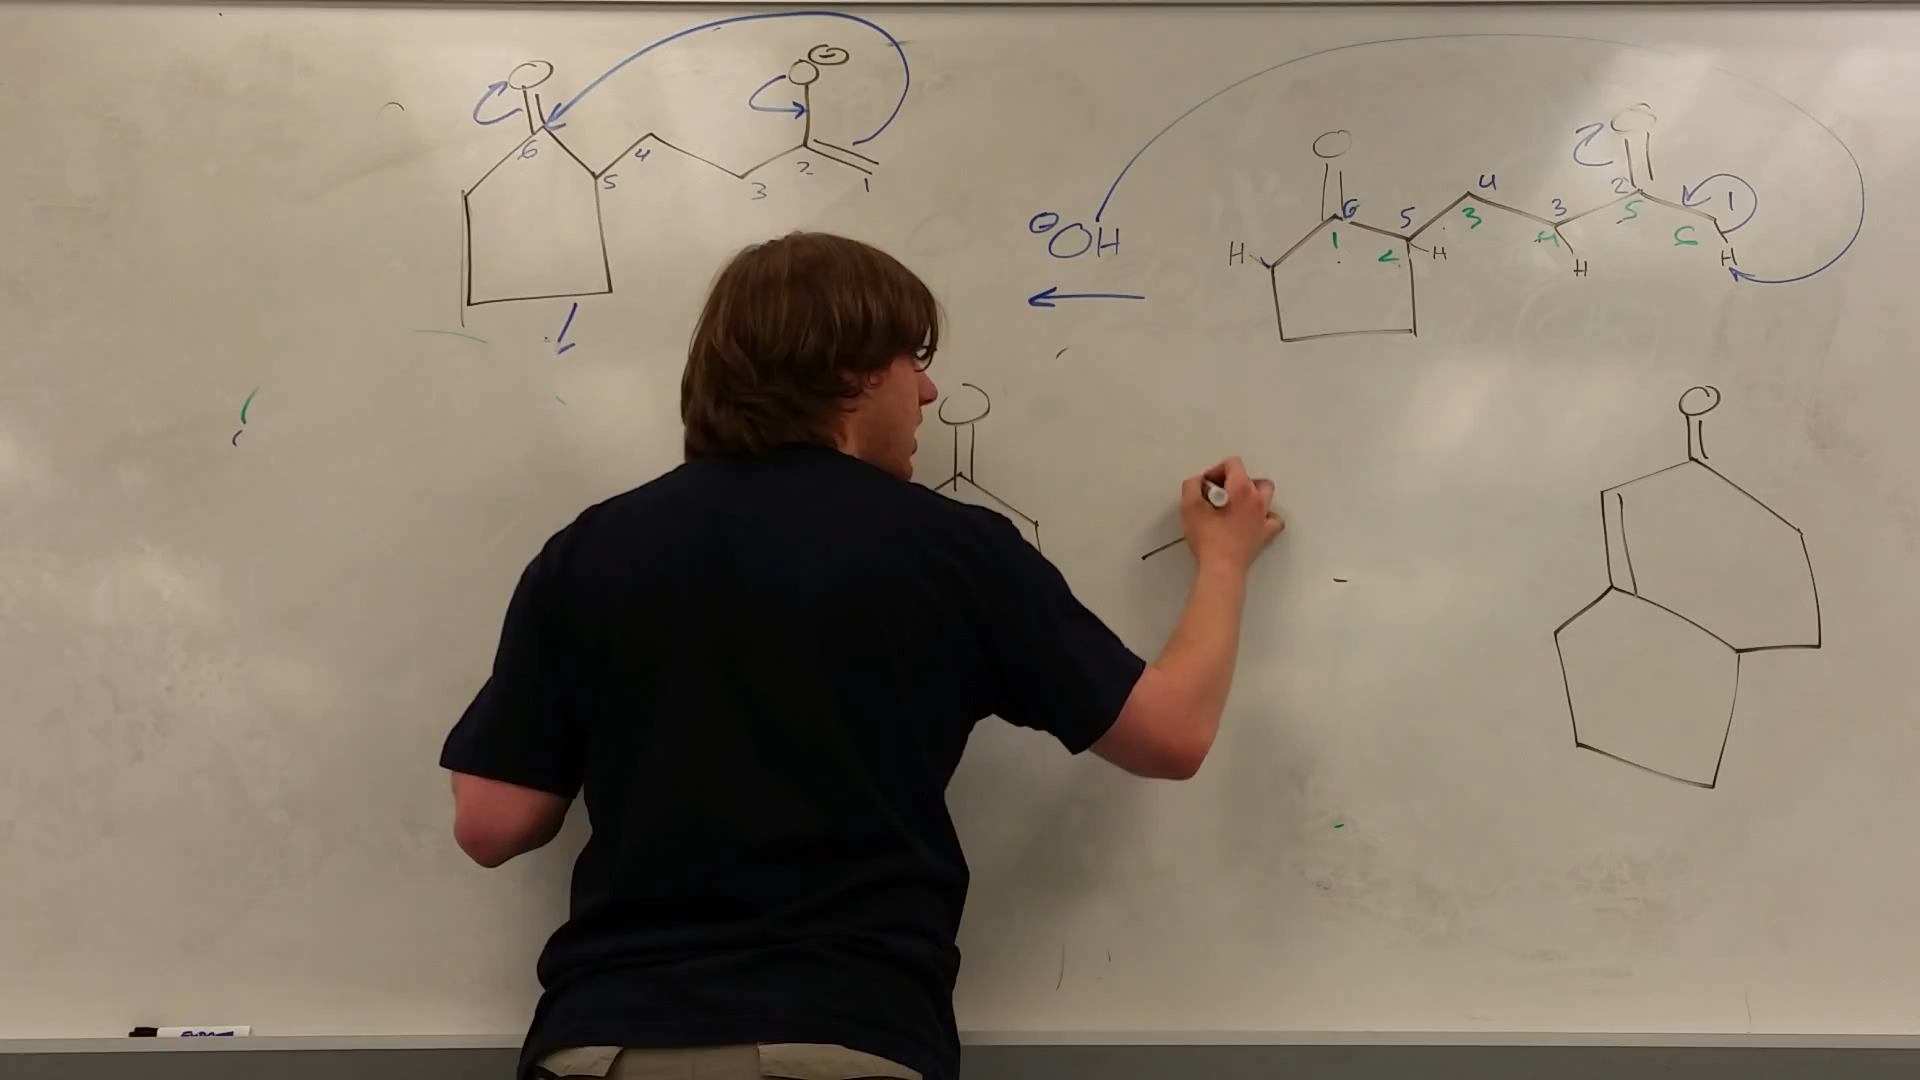 O O ⊖
6 5 4 3 2 1
O O
⊖OH
H 6 5 4 3 2 1
1 2 3 4 5 6
H H H
O O
EXPO